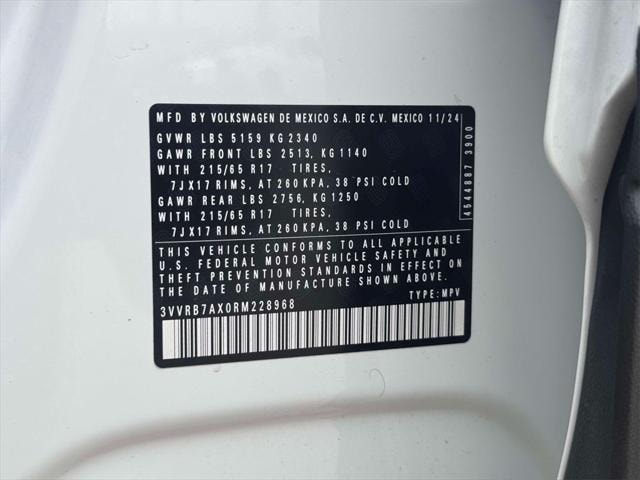 MFD BY VOLKSWAGEN DE MEXICO S.A. DE C.V. MEXICO 11/24
GVWR LBS 5159 KG 2340
GAWR FRONT LBS 2513, KG 1140
WITH 215/65 R17 TIRES,
7JX17 RIMS, AT 260 KPA, 38 PSI COLD
GAWR REAR LBS 2756, KG 1250
WITH 215/65 R17 TIRES,
7JX17 RIMS, AT 260 KPA, 38 PSI COLD
THIS VEHICLE CONFORMS TO ALL APPLICABLE
U.S. FEDERAL MOTOR VEHICLE SAFETY AND
THEFT PREVENTION STANDARDS IN EFFECT ON
THE DATE OF MANUFACTURE SHOWN ABOVE.
3VVRB7AX0RM228968 TYPE: MPV
4544887 3900